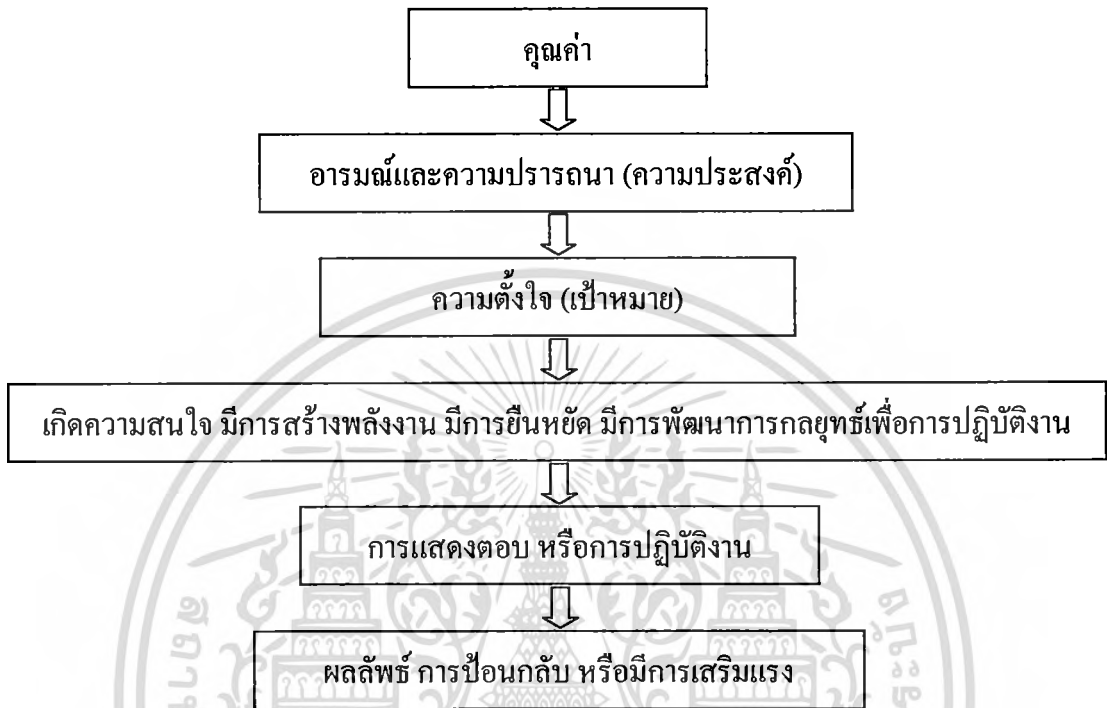 คุณค่า
อารมณ์และความปรารถนา (ความประสงค์)
ความตั้งใจ (เป้าหมาย)
เกิดความสนใจ มีการสร้างพลังงาน มีการยืนหยัด มีการพัฒนาการกลยุทธ์เพื่อการปฏิบัติงาน
การแสดงตอบ หรือการปฏิบัติงาน
ผลลัพธ์ การป้อนกลับ หรือมีการเสริมแรง